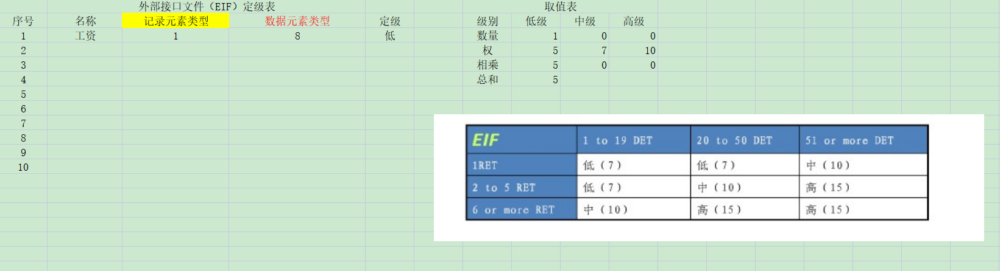 外部接口文件（EIF）定级表 取值表
序号 名称 记录元素类型 数据元素类型 定级 级别 低级 中级 高级
1 工资 1 8 低 数量 1 0 0
2 权 5 7 10
3 相乘 5 0 0
4 总和 5
5
6
7
8
9
10
EIF 1 to 19 DET 20 to 50 DET 51 or more DET
1RET 低（7） 低（7） 中（10）
2 to 5 RET 低（7） 中（10） 高（15）
6 or more RET 中（10） 高（15） 高（15）